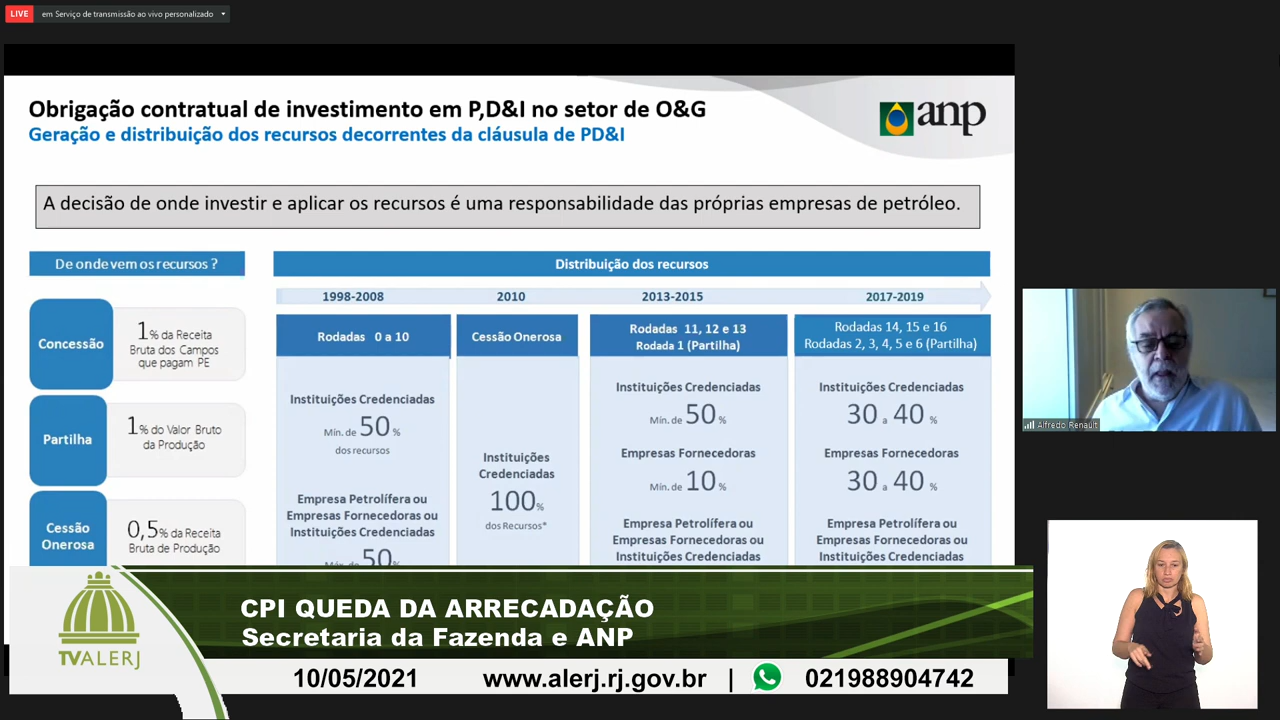 LIVE em Serviço de transmissão ao vivo personalizado
Obrigação contratual de investimento em P,D&I no setor de O&G
Geração e distribuição dos recursos decorrentes da cláusula de PD&I
anp
A decisão de onde investir e aplicar os recursos é uma responsabilidade das próprias empresas de petróleo.
De onde vem os recursos ?
Concessão
1% da Receita
Bruta dos Campos
que pagam PE
Partilha
1% do Valor Bruto
da Produção
Cessão
Onerosa
0,5% da Receita
Bruta de Produção
Distribuição dos recursos
1998-2008
2010
2013-2015
2017-2019
Rodadas 0 a 10
Instituições Credenciadas
Mín. de 50 %
dos recursos
Empresa Petrolífera ou
Empresas Fornecedoras ou
Instituições Credenciadas
Máx. de 50%
Cessão Onerosa
Instituições
Credenciadas
100%
dos Recursos*
Rodadas 11, 12 e 13
Rodada 1 (Partilha)
Instituições Credenciadas
Mín. de 50 %
Empresas Fornecedoras
Mín. de 10 %
Empresa Petrolífera ou
Empresas Fornecedoras ou
Instituições Credenciadas
Rodadas 14, 15 e 16
Rodadas 2, 3, 4, 5 e 6 (Partilha)
Instituições Credenciadas
30 a 40 %
Empresas Fornecedoras
30 a 40 %
Empresa Petrolífera ou
Empresas Fornecedoras ou
Instituições Credenciadas
Alfredo Renault
TVALERJ
CPI QUEDA DA ARRECADAÇÃO
Secretaria da Fazenda e ANP
10/05/2021 www.alerj.rj.gov.br | 021988904742